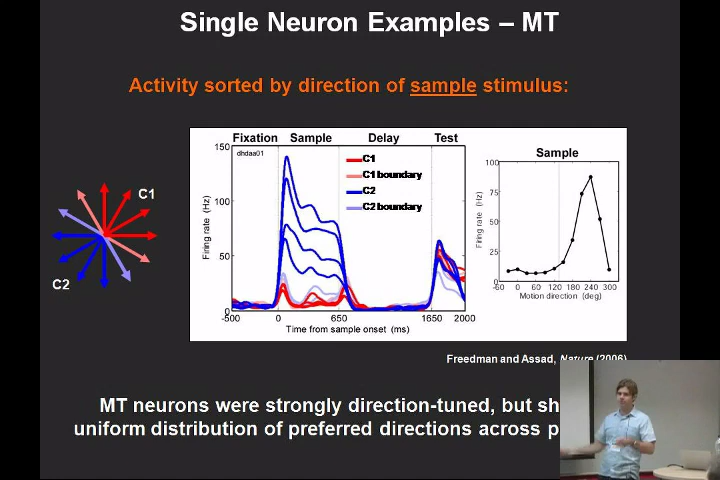 Single Neuron Examples – MT
Activity sorted by direction of sample stimulus:
Fixation Sample Delay Test
dhdaa01
C1
C1 boundary
C2
C2 boundary
150
100
50
0
Firing rate (Hz)
-500 0 650 1650 2000
Time from sample onset (ms)
Sample
100
75
50
25
0
Firing rate (Hz)
-60 0 60 120 180 240 300
Motion direction (deg)
C1
C2
Freedman and Assad, Nature (2006)
MT neurons were strongly direction-tuned, but
uniform distribution of preferred directions across